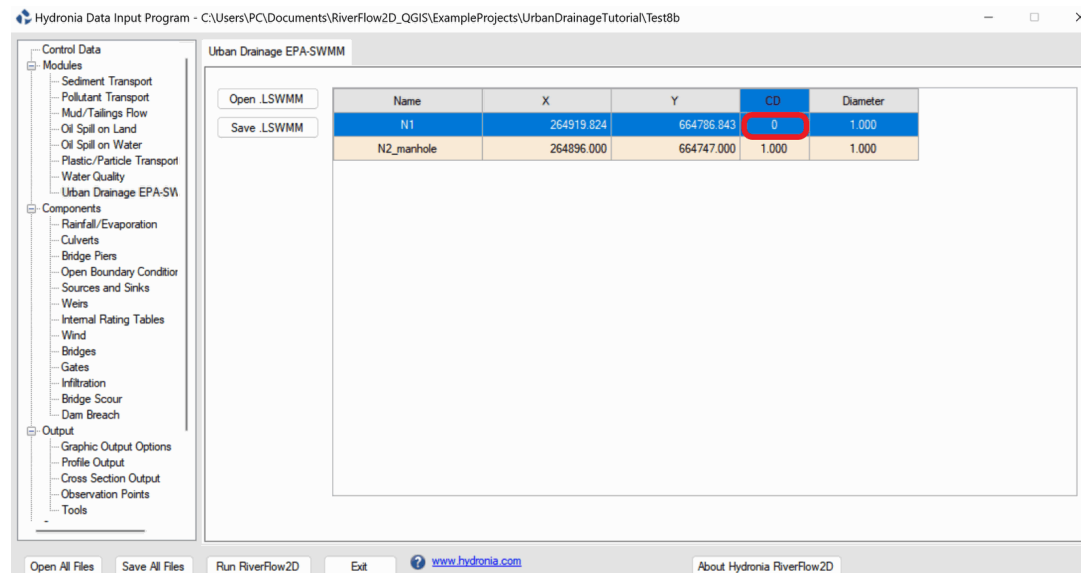 Hydronia Data Input Program - C:\Users\PC\Documents\RiverFlow2D_QGIS\ExampleProjects\UrbanDrainageTutorial\Test8b
Control Data
Modules
Sediment Transport
Pollutant Transport
Mud/Tailings Flow
Oil Spill on Land
Oil Spill on Water
Plastic/Particle Transport
Water Quality
Urban Drainage EPA-SW
Components
Rainfall/Evaporation
Culverts
Bridge Piers
Open Boundary Condition
Sources and Sinks
Weirs
Internal Rating Tables
Wind
Bridges
Gates
Infiltration
Bridge Scour
Dam Breach
Output
Graphic Output Options
Profile Output
Cross Section Output
Observation Points
Tools
Urban Drainage EPA-SWMM
Open .LSWMM
Save .LSWMM
Name X Y CD Diameter
N1 264919.824 664786.843 0 1.000
N2_manhole 264896.000 664747.000 1.000 1.000
Open All Files Save All Files Run RiverFlow2D Exit www.hydronia.com About Hydronia RiverFlow2D